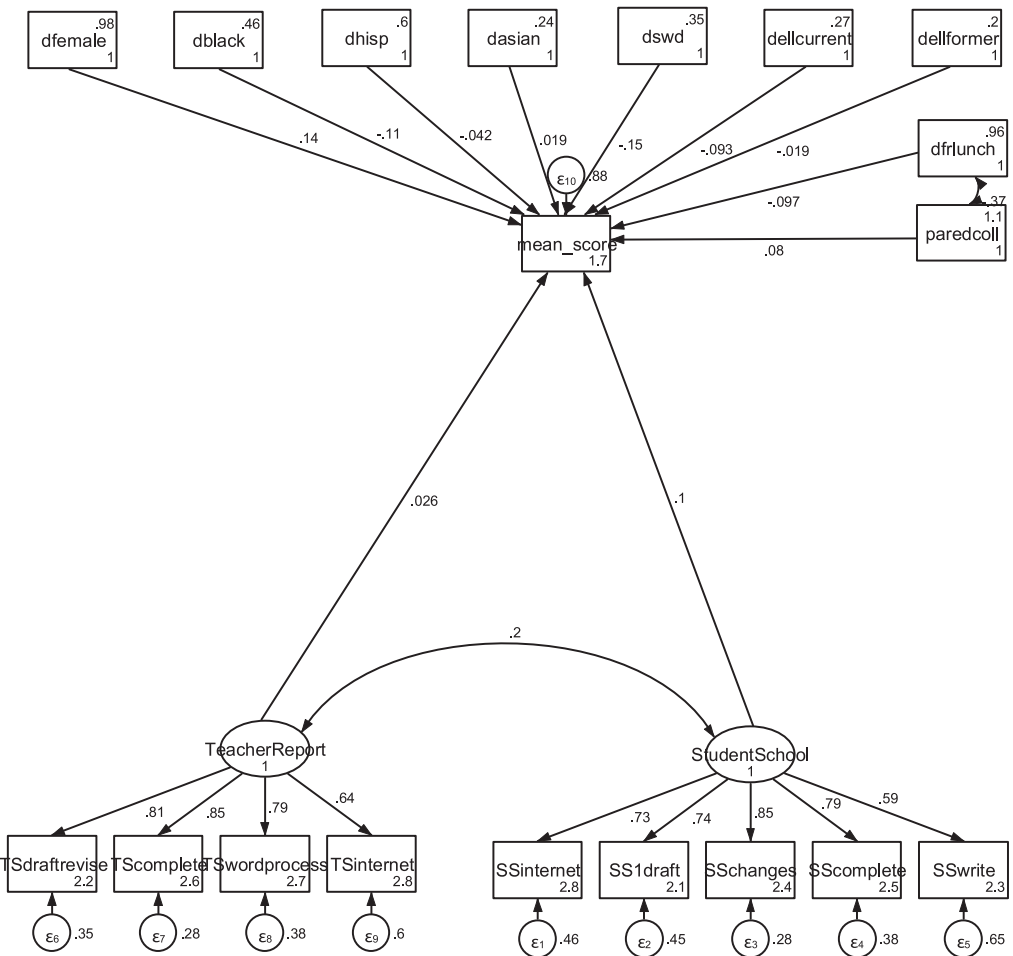 .98
dfemale
1
.46
dblack
1
.6
dhisp
1
.24
dasian
1
.35
dswd
1
.27
dellcurrent
1
.2
dellformer
1
.96
dfrlunch
1
-.37
1.1
paredcoll
1
.14
-.11
-.042
.019
-.15
-.093
-.019
-.097
.08
ε10
.88
mean_score
1.7
.026
.1
.2
TeacherReport
1
StudentSchool
1
.81
.85
.79
.64
.73
.74
.85
.79
.59
TSdraftrevise
2.2
TScomplete
2.6
TSwordprocess
2.7
TSinternet
2.8
SSinternet
2.8
SS1draft
2.1
SSchanges
2.4
SScomplete
2.5
SSwrite
2.3
ε6 .35
ε7 .28
ε8 .38
ε9 .6
ε1 .46
ε2 .45
ε3 .28
ε4 .38
ε5 .65